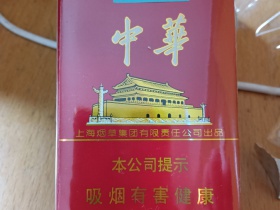 中華
上海烟草集团有限责任公司出品
本公司提示
吸烟有害健康